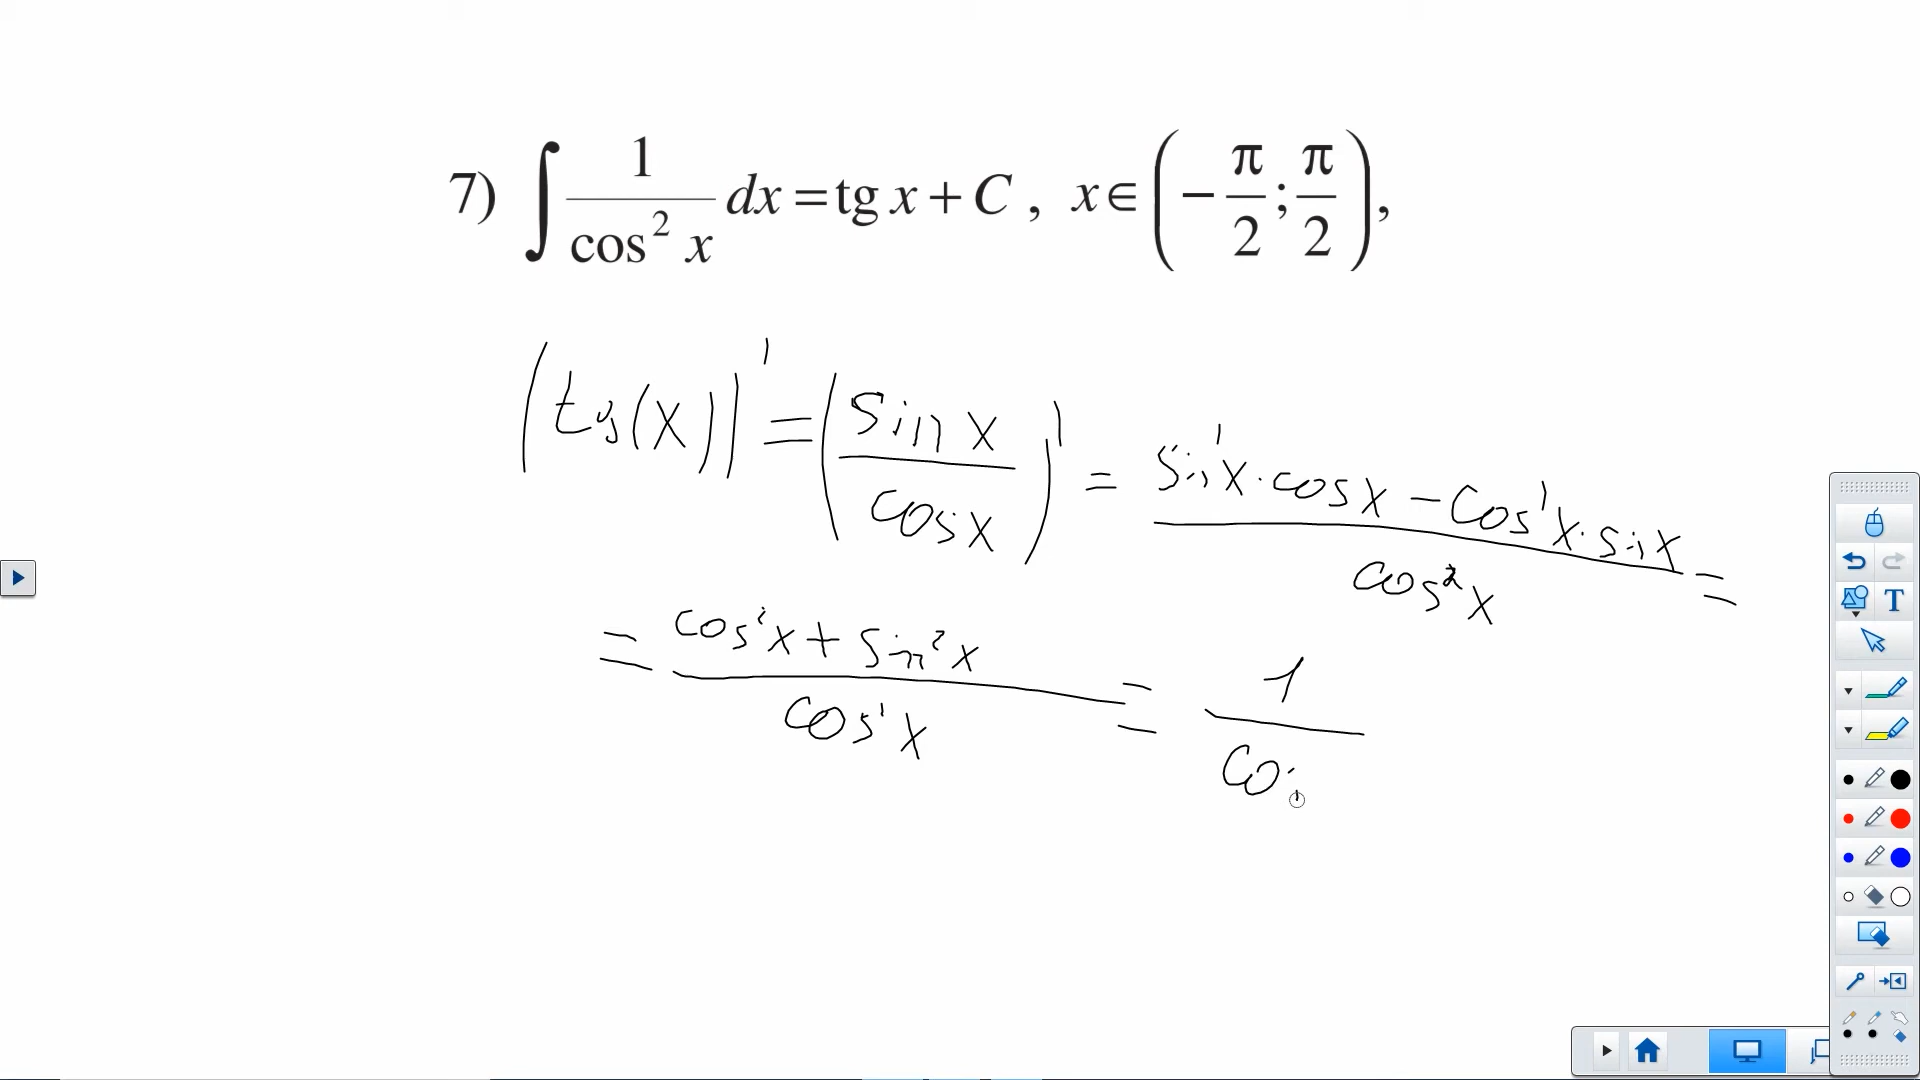 7) ∫ 1/cos² x dx = tg x + C , x ∈ (−π/2 ; π/2),
(tg(x))' = (sin x / cos x)' = (sin'x · cosx − cos'x · sin x) / cos²x =
= (cos²x + sin²x) / cos²x = 1 / cos
T